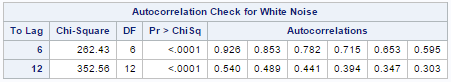 Autocorrelation Check for White Noise
To Lag Chi-Square DF Pr > ChiSq Autocorrelations
6 262.43 6 <.0001 0.926 0.853 0.782 0.715 0.653 0.595
12 352.56 12 <.0001 0.540 0.489 0.441 0.394 0.347 0.303